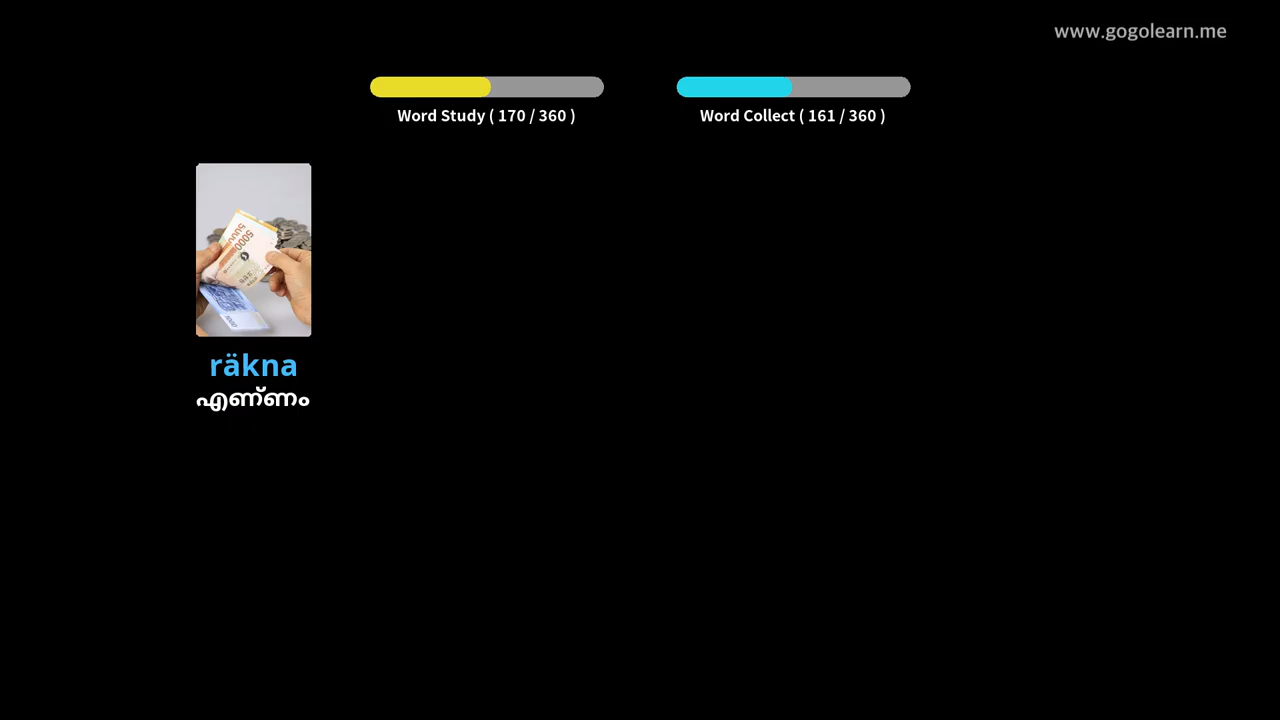 www.gogolearn.me
Word Study ( 170 / 360 )
Word Collect ( 161 / 360 )
räkna
എണ്ണം